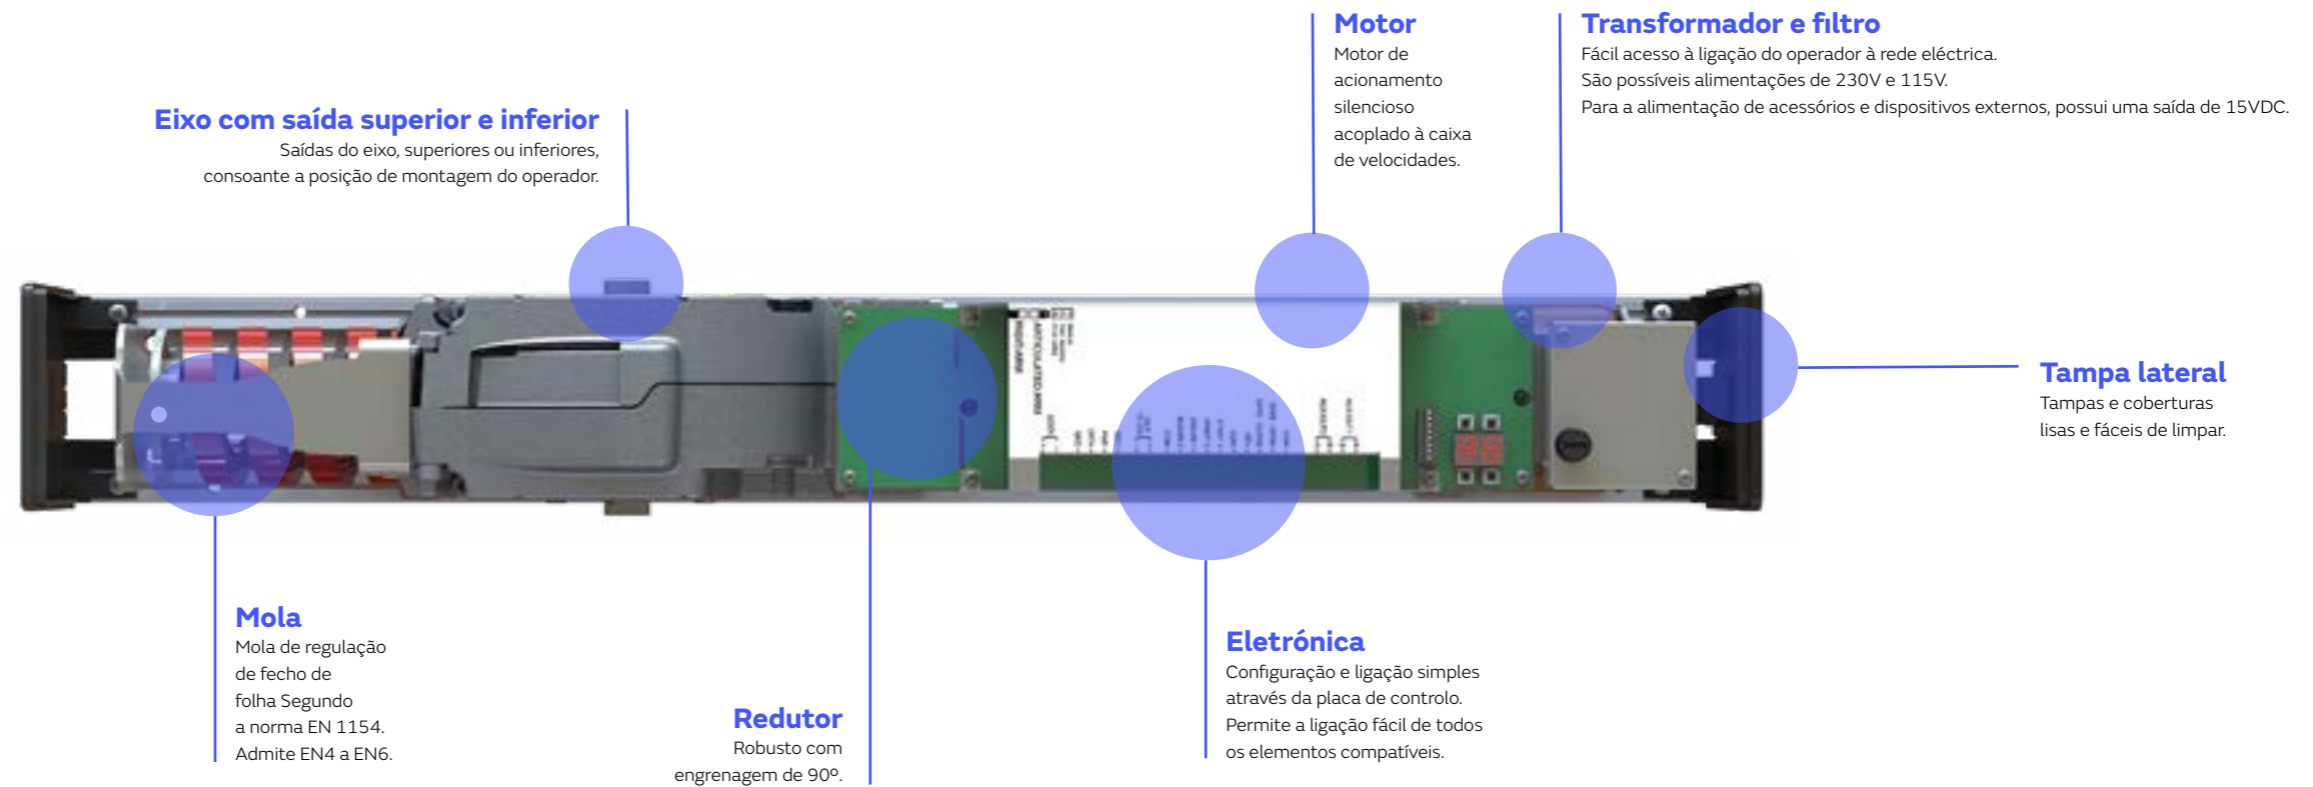 Motor
Motor de
acionamento
silencioso
acoplado à caixa
de velocidades.
Transformador e filtro
Fácil acesso à ligação do operador à rede eléctrica.
São possíveis alimentações de 230V e 115V.
Para a alimentação de acessórios e dispositivos externos, possui uma saída de 15VDC.
Eixo com saída superior e inferior
Saídas do eixo, superiores ou inferiores,
consoante a posição de montagem do operador.
Tampa lateral
Tampas e coberturas
lisas e fáceis de limpar.
Mola
Mola de regulação
de fecho de
folha Segundo
a norma EN 1154.
Admite EN4 a EN6.
Redutor
Robusto com
engrenagem de 90º.
Eletrónica
Configuração e ligação simples
através da placa de controlo.
Permite a ligação fácil de todos
os elementos compatíveis.